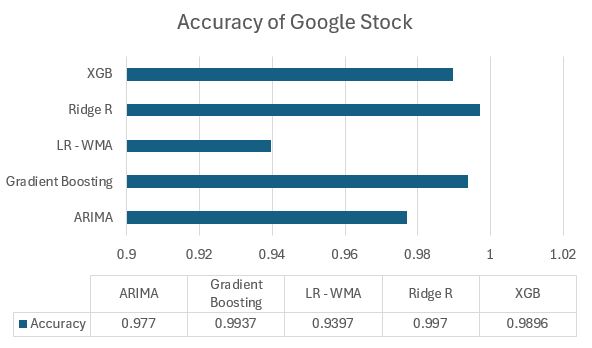 Accuracy of Google Stock
XGB
Ridge R
LR - WMA
Gradient Boosting
ARIMA
0.9 0.92 0.94 0.96 0.98 1 1.02
ARIMA Gradient Boosting LR - WMA Ridge R XGB
Accuracy 0.977 0.9937 0.9397 0.997 0.9896